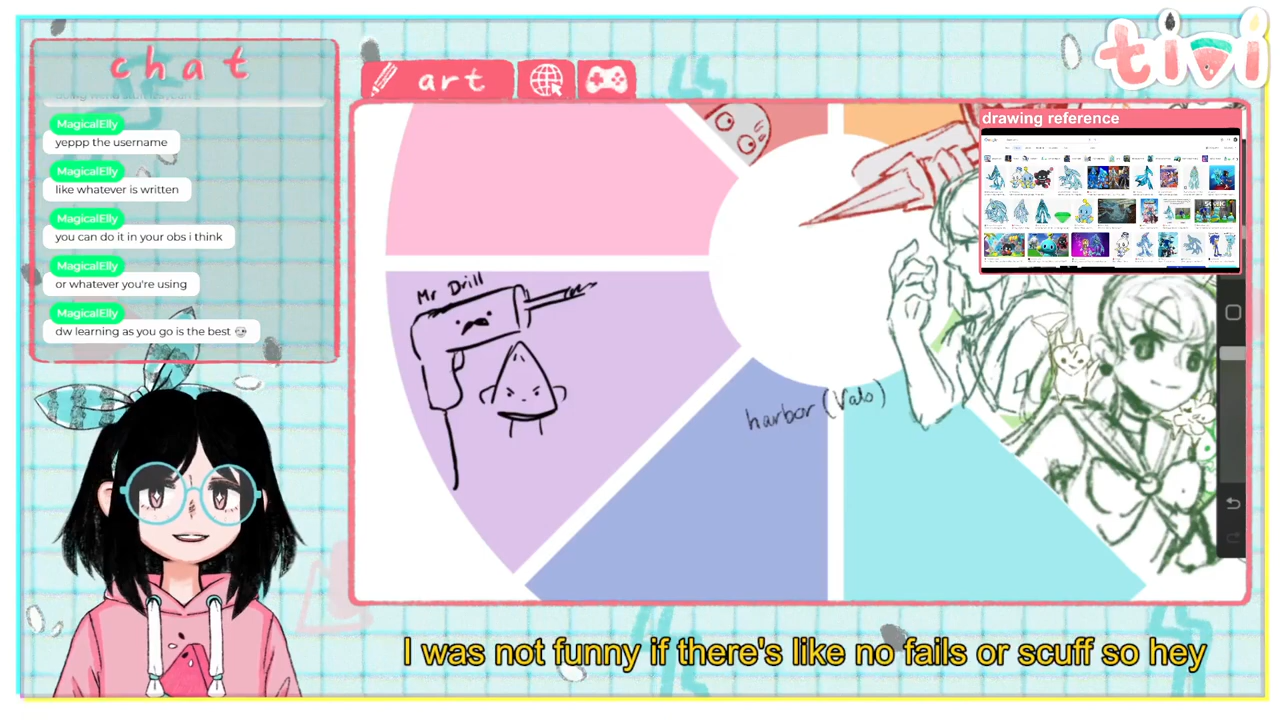 chat
MagicalElly
yeppp the username
MagicalElly
like whatever is written
MagicalElly
you can do it in your obs i think
MagicalElly
or whatever you're using
MagicalElly
dw learning as you go is the best
art
tivi
drawing reference
Mr Drill
harbor (Valo)
I was not funny if there's like no fails or scuff so hey